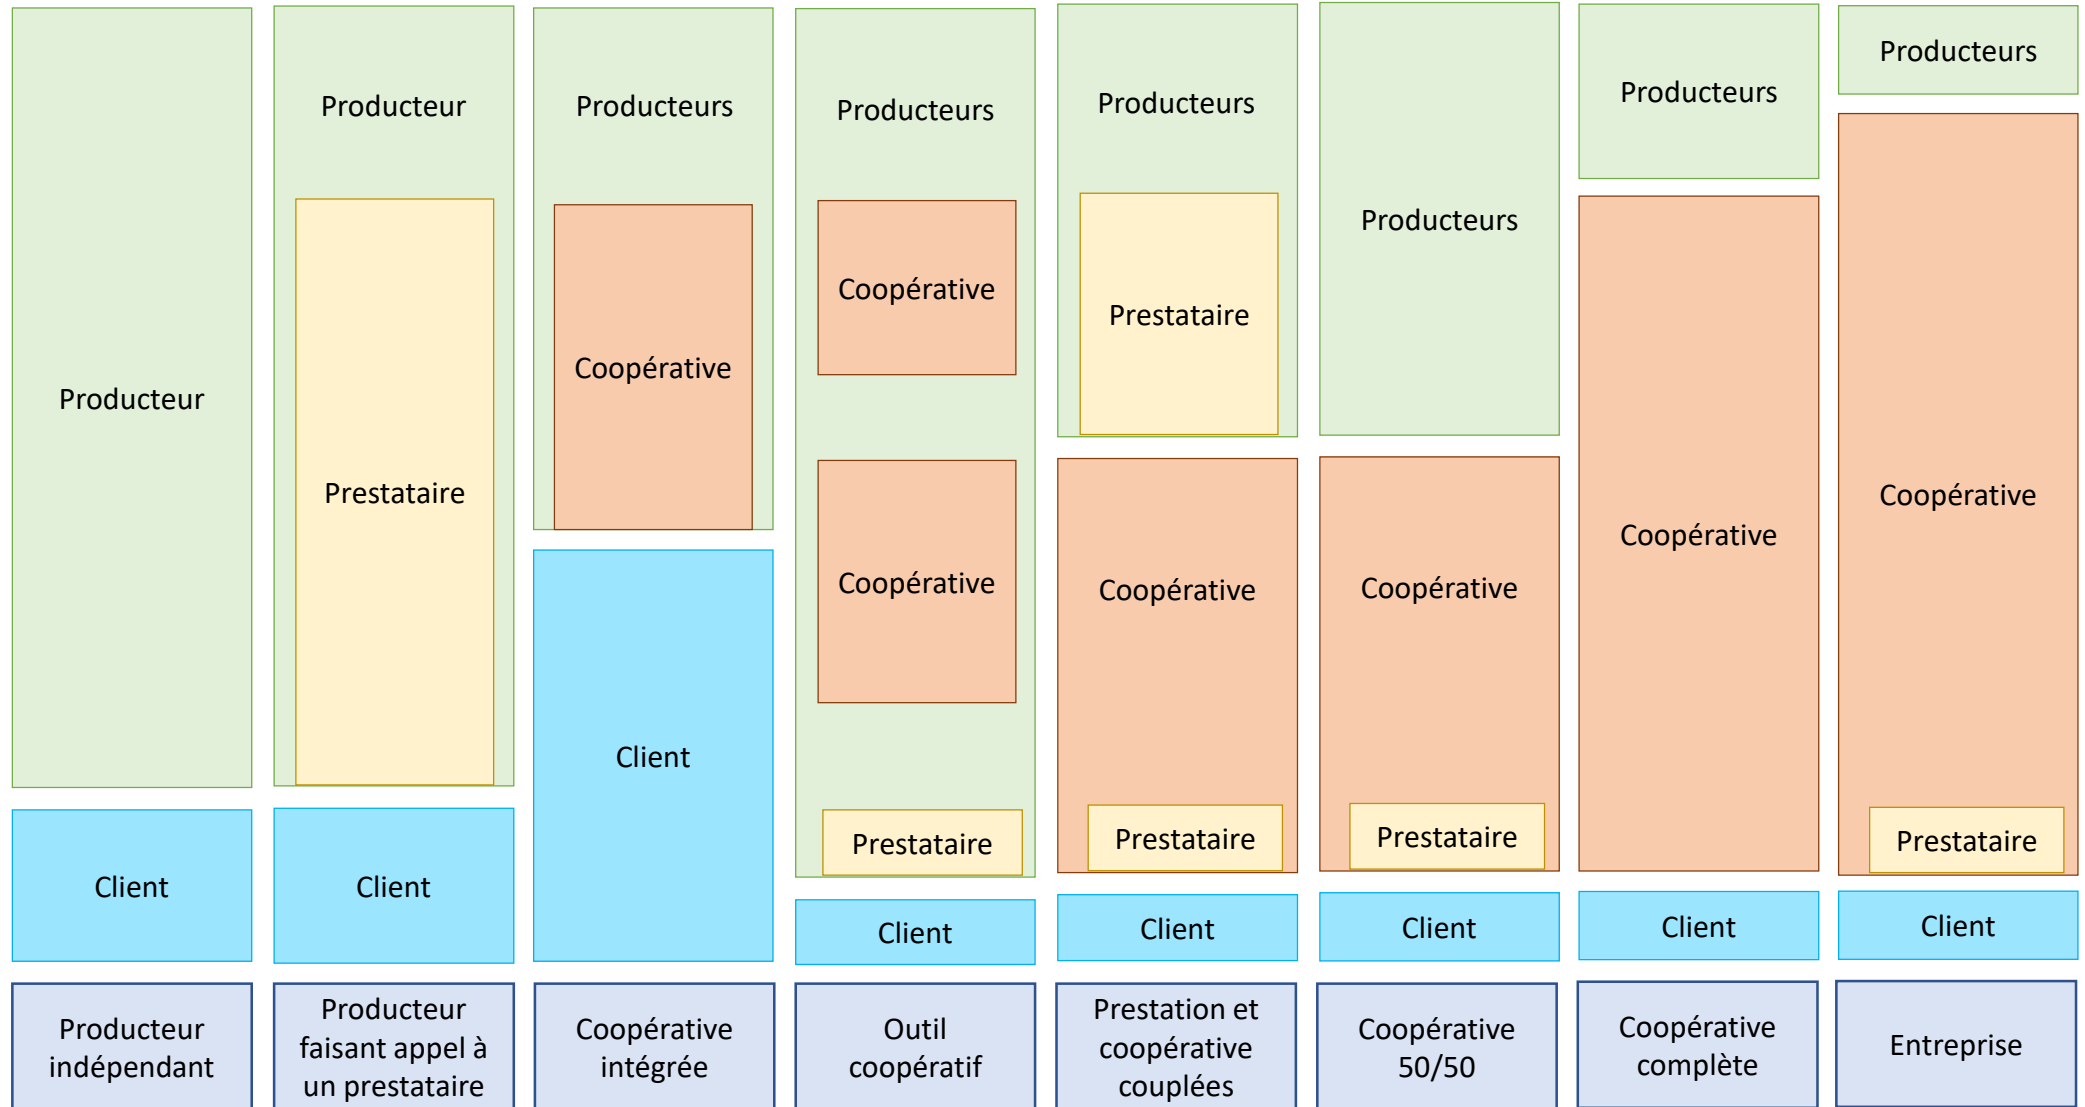 Producteur
Client
Producteur
indépendant
Producteur
Prestataire
Client
Producteur
faisant appel à
un prestataire
Producteurs
Coopérative
Client
Coopérative
intégrée
Producteurs
Coopérative
Coopérative
Prestataire
Client
Outil
coopératif
Producteurs
Prestataire
Coopérative
Prestataire
Client
Prestation et
coopérative
couplées
Producteurs
Coopérative
Prestataire
Client
Coopérative
50/50
Producteurs
Coopérative
Client
Coopérative
complète
Producteurs
Coopérative
Prestataire
Client
Entreprise